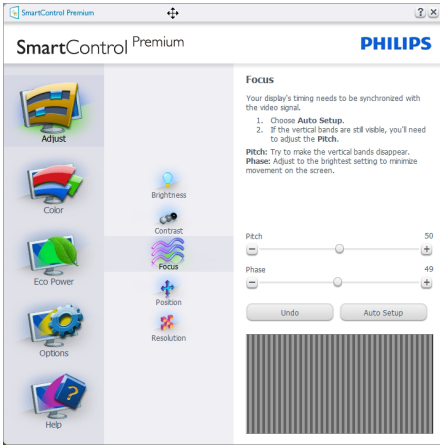 SmartControl Premium
? X
SmartControl Premium
PHILIPS
Adjust
Color
Eco Power
Options
Help
Brightness
Contrast
Focus
Position
Resolution
Focus
Your display's timing needs to be synchronized with
the video signal.
1. Choose Auto Setup.
2. If the vertical bands are still visible, you'll need
to adjust the Pitch.
Pitch: Try to make the vertical bands disappear.
Phase: Adjust to the brightest setting to minimize
movement on the screen.
Pitch 50
Phase 49
Undo Auto Setup